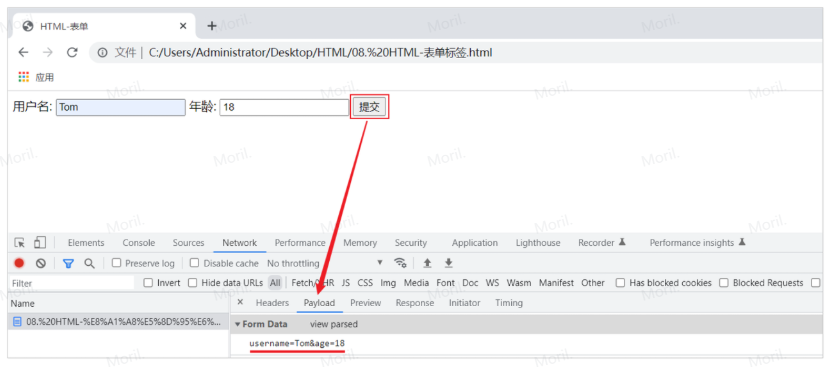 HTML-表单
文件 | C:/Users/Administrator/Desktop/HTML/08.%20HTML-表单标签.html
应用
用户名: Tom 年龄: 18 提交
Elements Console Sources Network Performance Memory Security Application Lighthouse Recorder Performance insights
Preserve log Disable cache No throttling
Filter Invert Hide data URLs All Fetch/XHR JS CSS Img Media Font Doc WS Wasm Manifest Other Has blocked cookies Blocked Requests
Name × Headers Payload Preview Response Initiator Timing
08.%20HTML-%E8%A1%A8%E5%8D%95%E6%... ▾ Form Data view parsed
username=Tom&age=18
Moril.